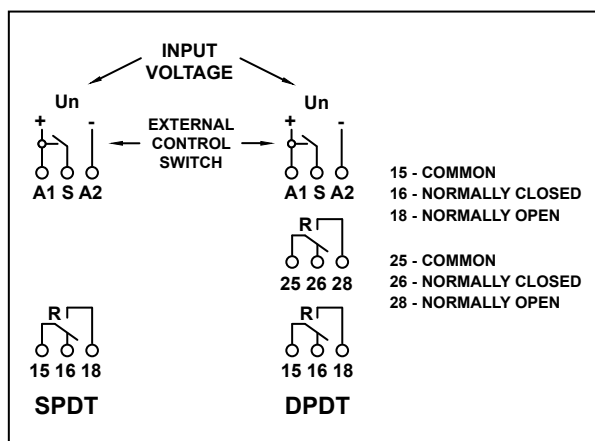 INPUT
VOLTAGE
Un
Un
+ -
+ -
EXTERNAL
CONTROL
SWITCH
A1 S A2
A1 S A2
15 - COMMON
16 - NORMALLY CLOSED
18 - NORMALLY OPEN
R
25 26 28
25 - COMMON
26 - NORMALLY CLOSED
28 - NORMALLY OPEN
R
15 16 18
SPDT
R
15 16 18
DPDT